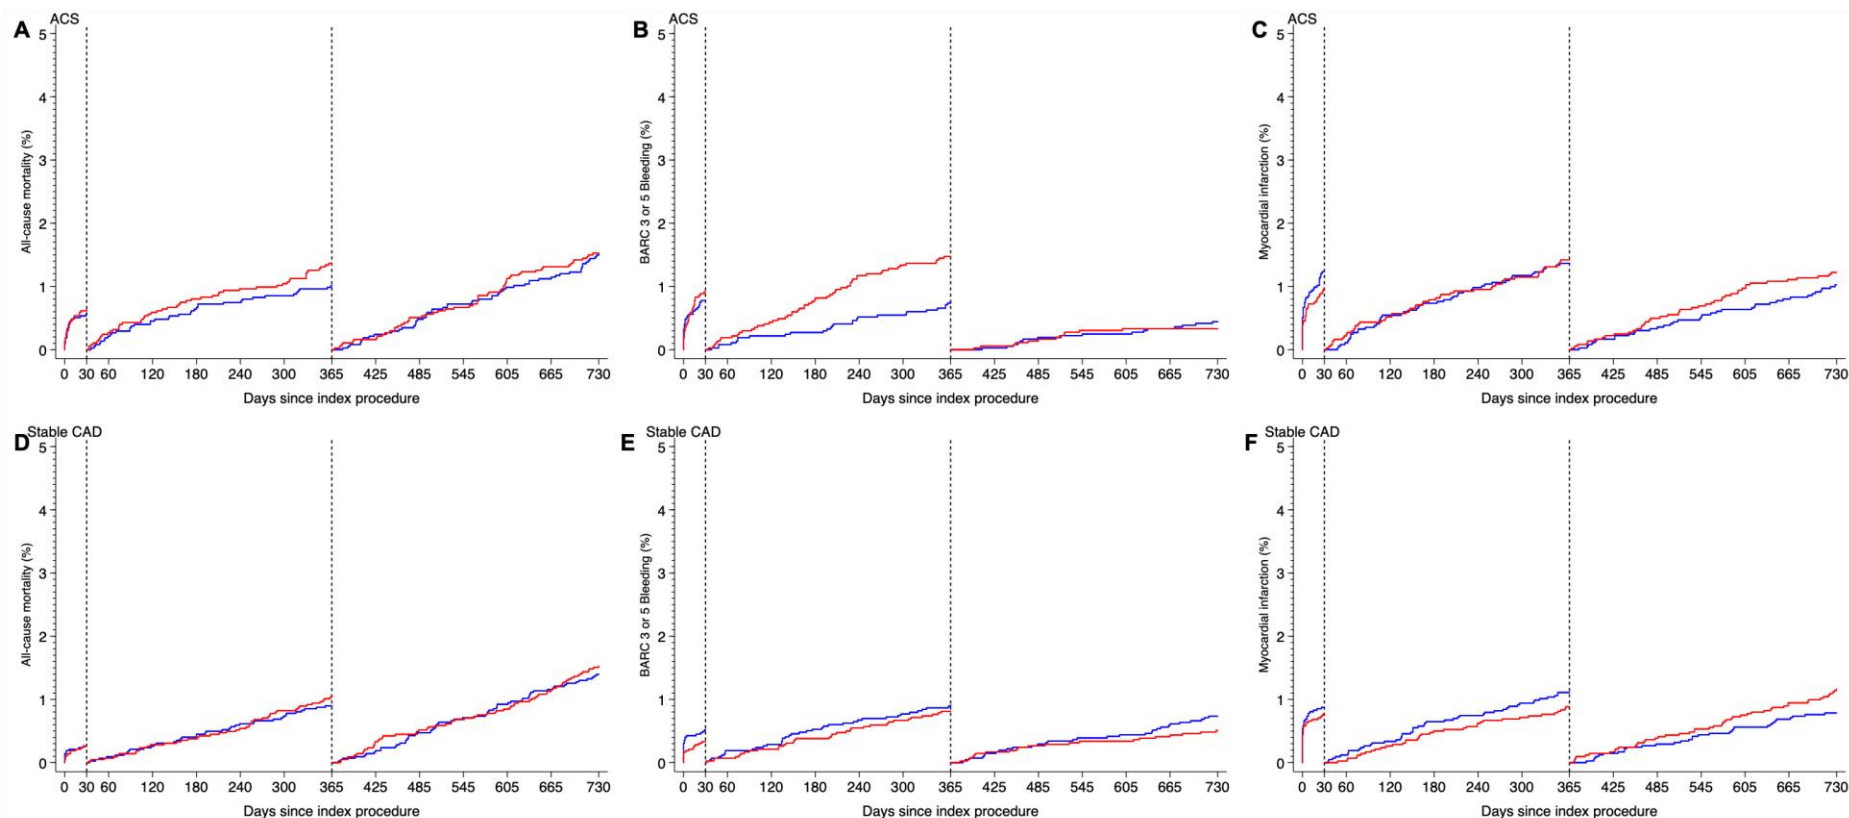 A ACS
All-cause mortality (%)
5
4
3
2
1
0
0 30 60 120 180 240 300 365 425 485 545 605 665 730
Days since index procedure
B ACS
BARC 3 or 5 Bleeding (%)
5
4
3
2
1
0
0 30 60 120 180 240 300 365 425 485 545 605 665 730
Days since index procedure
C ACS
Myocardial infarction (%)
5
4
3
2
1
0
0 30 60 120 180 240 300 365 425 485 545 605 665 730
Days since index procedure
D Stable CAD
All-cause mortality (%)
5
4
3
2
1
0
0 30 60 120 180 240 300 365 425 485 545 605 665 730
Days since index procedure
E Stable CAD
BARC 3 or 5 Bleeding (%)
5
4
3
2
1
0
0 30 60 120 180 240 300 365 425 485 545 605 665 730
Days since index procedure
F Stable CAD
Myocardial infarction (%)
5
4
3
2
1
0
0 30 60 120 180 240 300 365 425 485 545 605 665 730
Days since index procedure